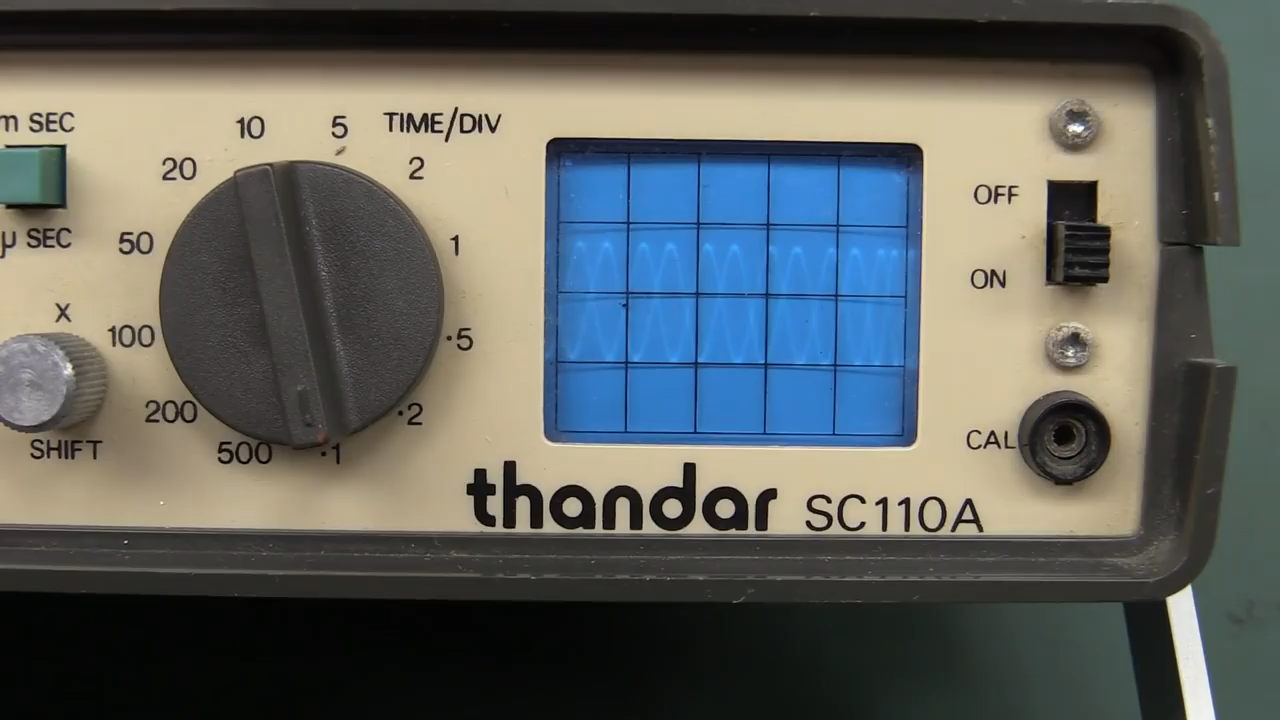 m SEC
10
5
TIME/DIV
20
2
OFF
µ SEC
50
1
ON
X
100
·5
200
·2
SHIFT
500
·1
CAL
thandar SC110A